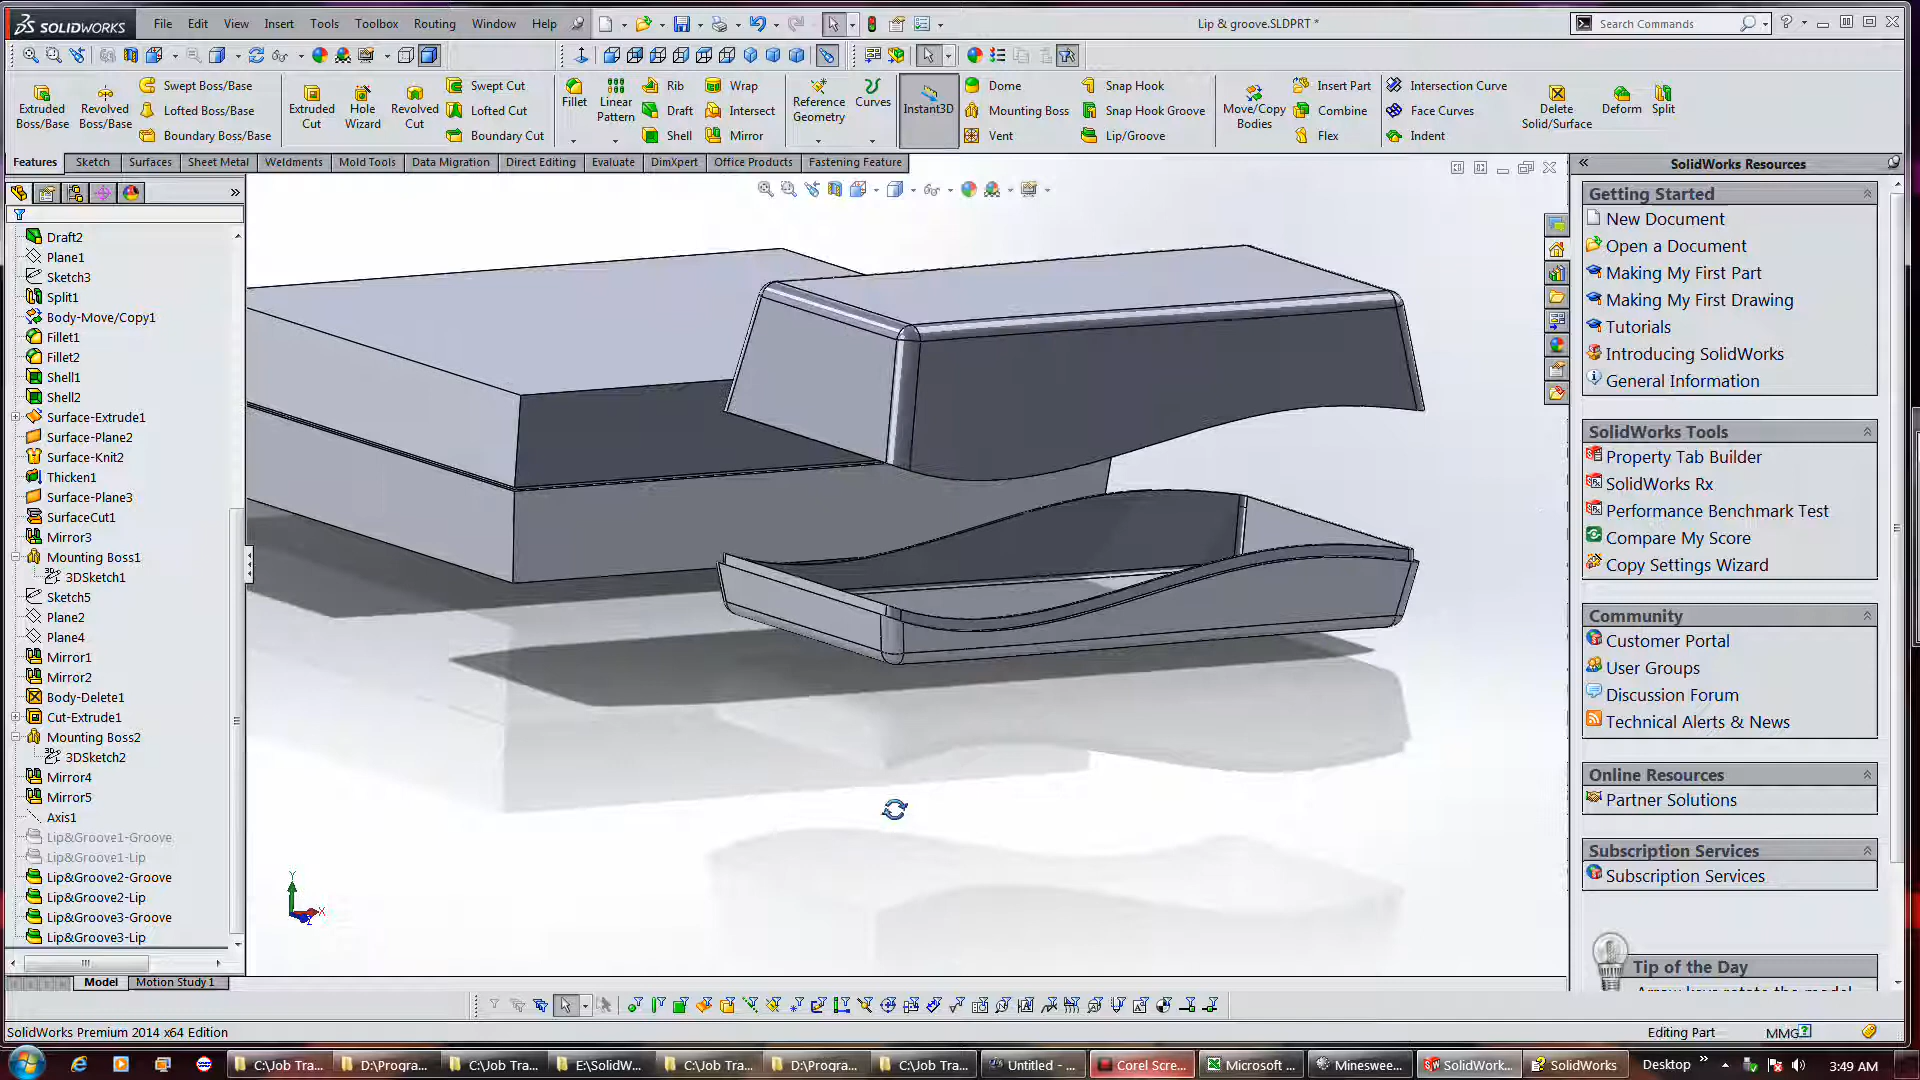 SOLIDWORKS File Edit View Insert Tools Toolbox Routing Window Help Lip & groove.SLDPRT * Search Commands
Extruded Boss/Base
Revolved Boss/Base
Swept Boss/Base
Lofted Boss/Base
Boundary Boss/Base
Extruded Cut
Hole Wizard
Revolved Cut
Swept Cut
Lofted Cut
Boundary Cut
Fillet
Linear Pattern
Rib
Draft
Shell
Wrap
Intersect
Mirror
Reference Geometry
Curves
Instant3D
Dome
Mounting Boss
Vent
Snap Hook
Snap Hook Groove
Lip/Groove
Move/Copy Bodies
Insert Part
Combine
Flex
Intersection Curve
Face Curves
Indent
Delete Solid/Surface
Deform
Split
Features Sketch Surfaces Sheet Metal Weldments Mold Tools Data Migration Direct Editing Evaluate DimXpert Office Products Fastening Feature
Draft2
Plane1
Sketch3
Split1
Body-Move/Copy1
Fillet1
Fillet2
Shell1
Shell2
Surface-Extrude1
Surface-Plane2
Surface-Knit2
Thicken1
Surface-Plane3
SurfaceCut1
Mirror3
Mounting Boss1
3DSketch1
Sketch5
Plane2
Plane4
Mirror1
Mirror2
Body-Delete1
Cut-Extrude1
Mounting Boss2
3DSketch2
Mirror4
Mirror5
Axis1
Lip&Groove1-Groove
Lip&Groove1-Lip
Lip&Groove2-Groove
Lip&Groove2-Lip
Lip&Groove3-Groove
Lip&Groove3-Lip
Y
X
Z
Model Motion Study 1
SolidWorks Resources
Getting Started
New Document
Open a Document
Making My First Part
Making My First Drawing
Tutorials
Introducing SolidWorks
General Information
SolidWorks Tools
Property Tab Builder
SolidWorks Rx
Performance Benchmark Test
Compare My Score
Copy Settings Wizard
Community
Customer Portal
User Groups
Discussion Forum
Technical Alerts & News
Online Resources
Partner Solutions
Subscription Services
Subscription Services
Tip of the Day
SolidWorks Premium 2014 x64 Edition Editing Part MMGS
C:\Job Tra... D:\Progra... C:\Job Tra... E:\SolidW... C:\Job Tra... D:\Progra... C:\Job Tra... Untitled - ... Corel Scre... Microsoft ... Mineswee... SolidWork... SolidWorks Desktop 3:49 AM